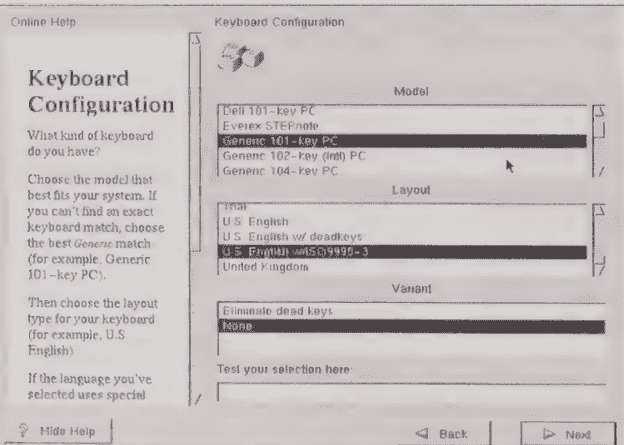 Online Help
Keyboard
Configuration
What kind of keyboard
do you have?
Choose the model that
best fits your system. If
you can't find an exact
keyboard match, choose
the best Generic match
(for example, Generic
101-key PC).
Then choose the layout
type for your keyboard
(for example, U.S
English)
If the language you've
selected uses special
Hide Help
Keyboard Configuration
Model
Dell 101-key PC
Everex STEPnote
Generic 101-key PC
Generic 102-key (Intl) PC
Generic 104-key PC
Layout
Thai
U.S English
U.S English w/ deadkeys
U.S English w/ISO9995-3
United Kingdom
Variant
Eliminate dead keys
None
Test your selection here:
Back
Next